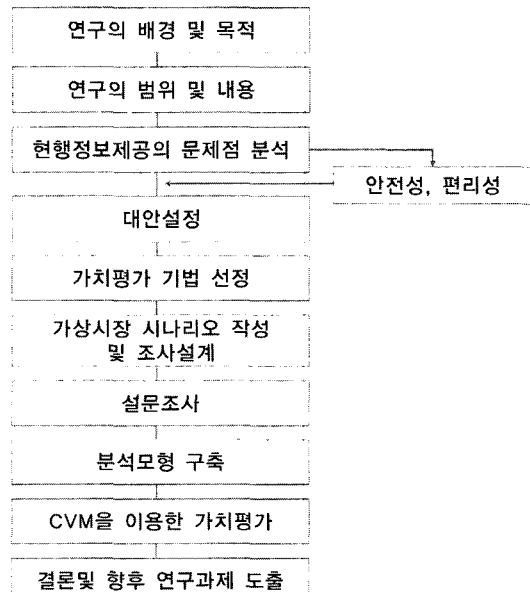 연구의 배경 및 목적
연구의 범위 및 내용
현행정보제공의 문제점 분석
안전성, 편리성
대안설정
가치평가 기법 선정
가상시장 시나리오 작성
및 조사설계
설문조사
분석모형 구축
CVM을 이용한 가치평가
결론및 향후 연구과제 도출